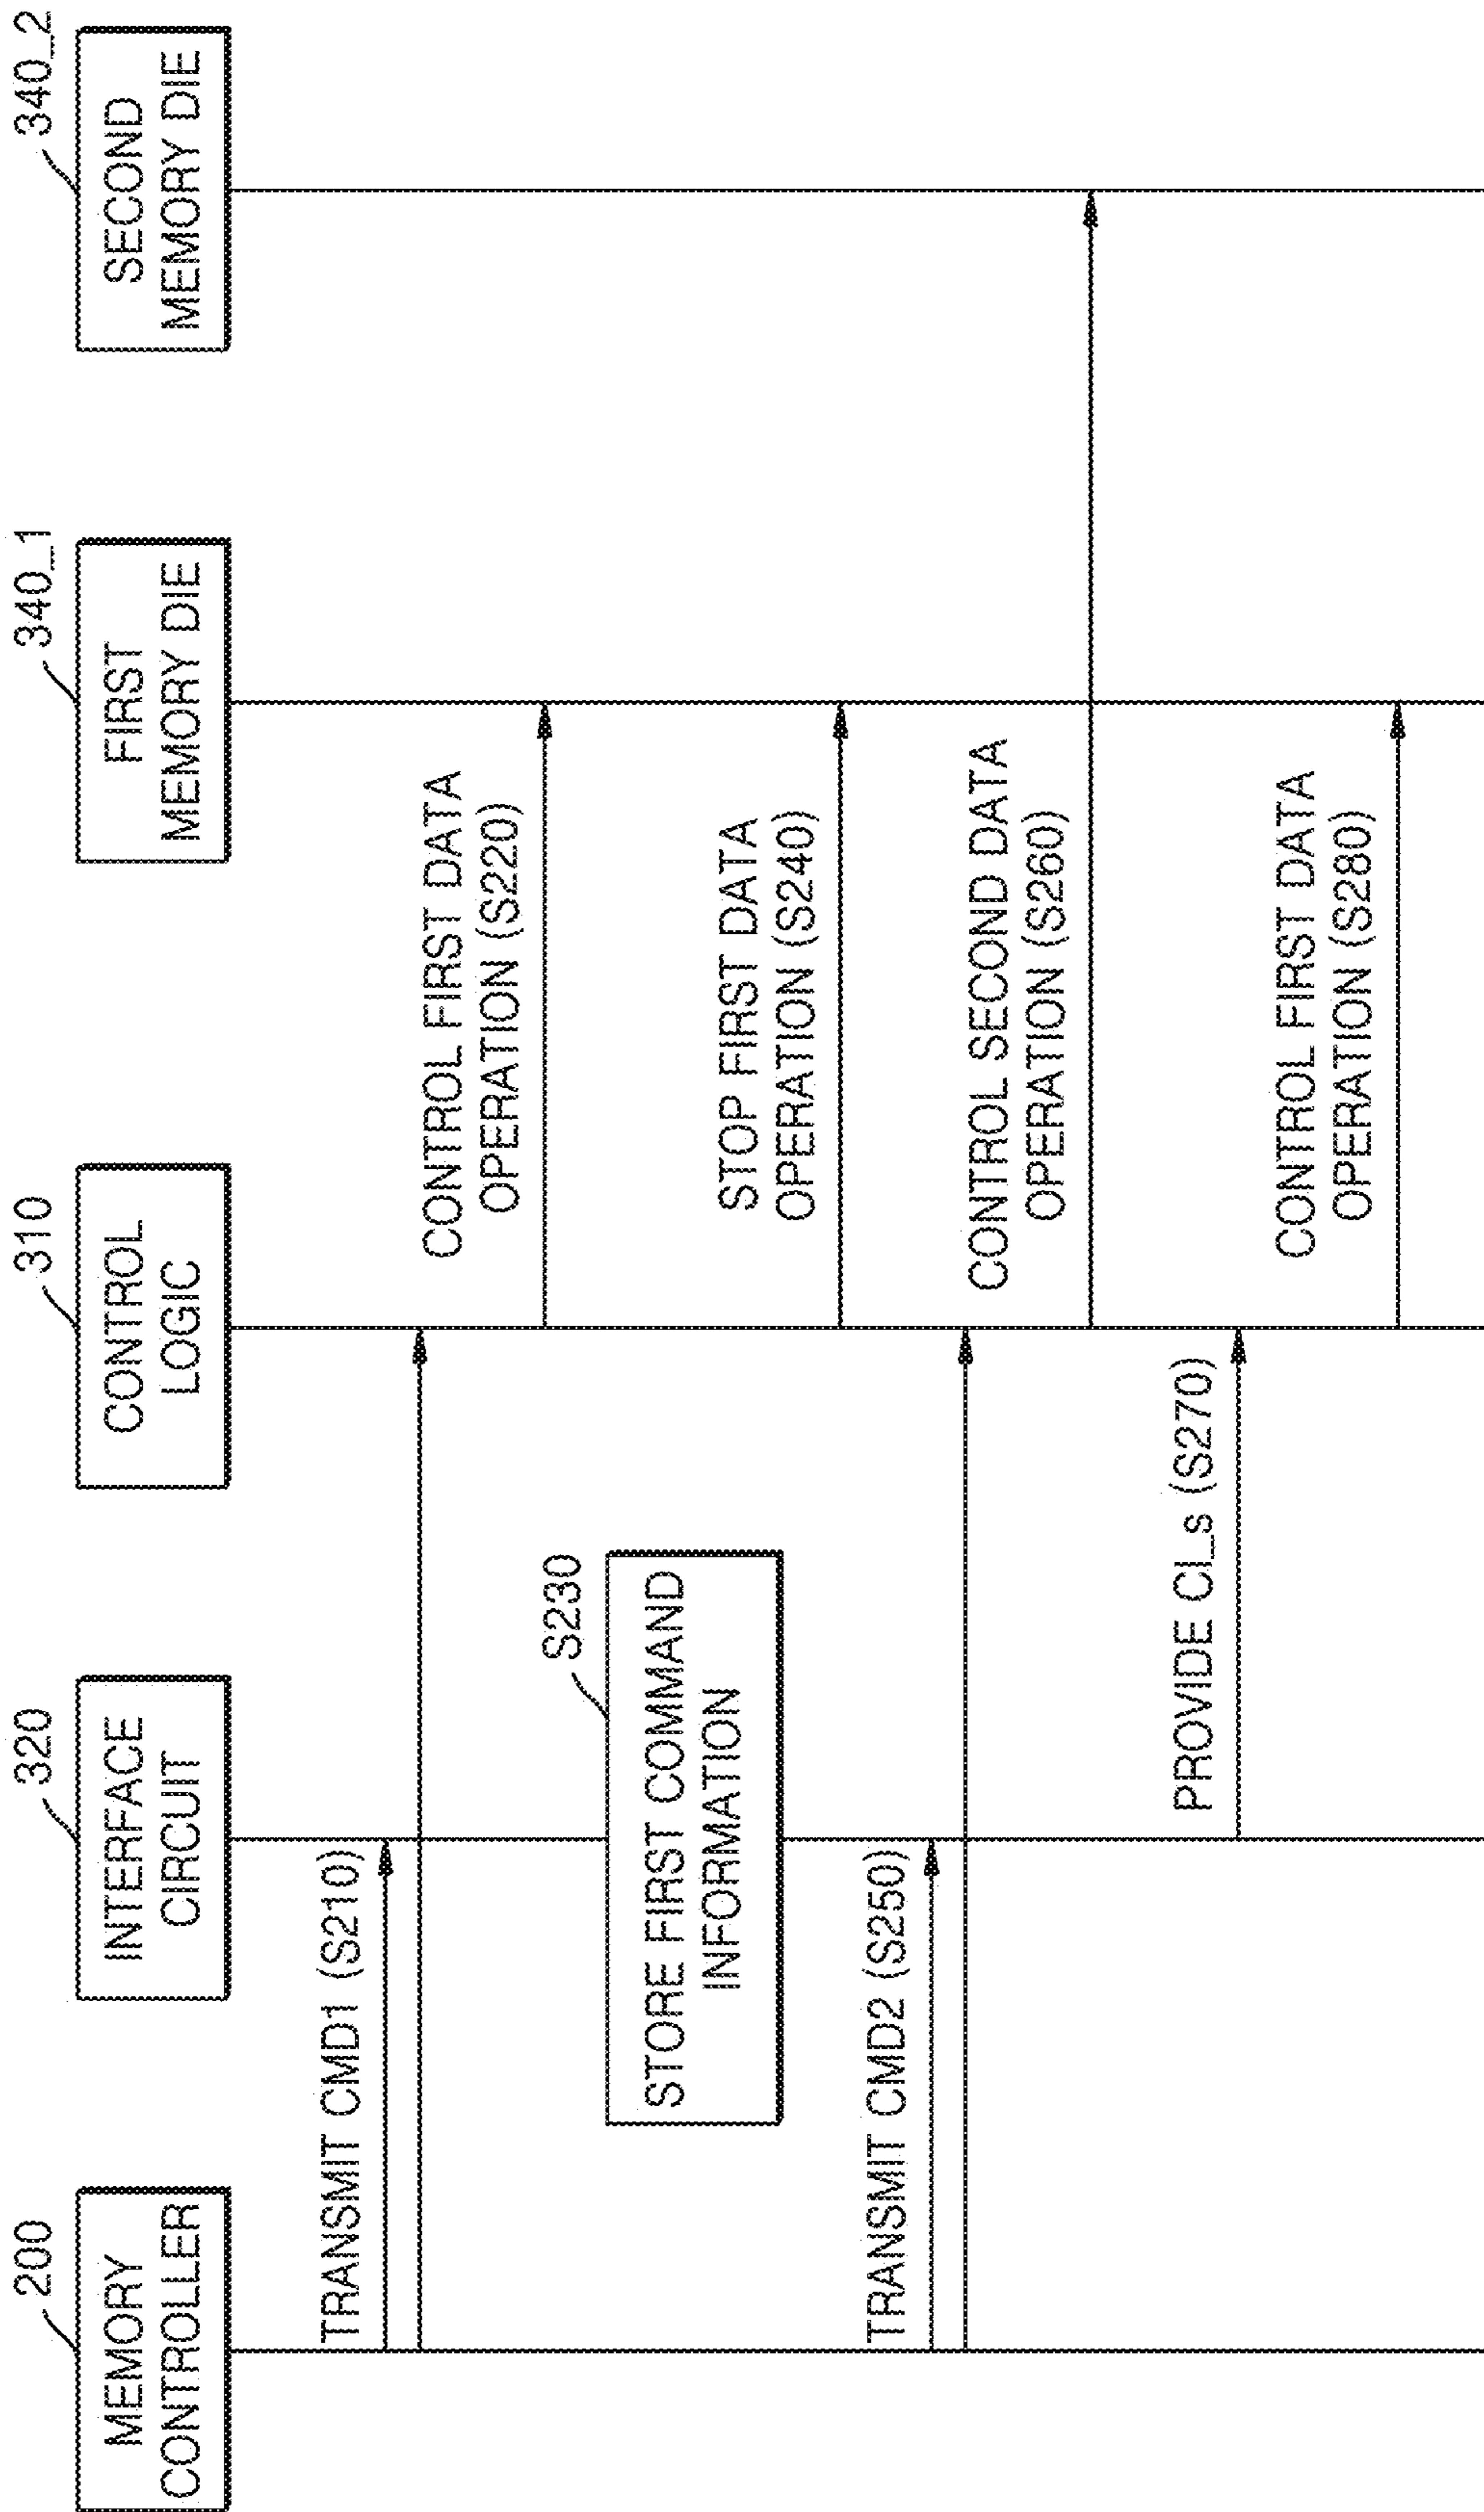 200
MEMORY
CONTROLLER
320
INTERFACE
CIRCUIT
310
CONTROL
LOGIC
340_1
FIRST
MEMORY DIE
340_2
SECOND
MEMORY DIE
TRANSMIT CMD1 (S210)
CONTROL FIRST DATA
OPERATION (S220)
S230
STORE FIRST COMMAND
INFORMATION
STOP FIRST DATA
OPERATION (S240)
TRANSMIT CMD2 (S250)
CONTROL SECOND DATA
OPERATION (S260)
PROVIDE CI_s (S270)
CONTROL FIRST DATA
OPERATION (S280)